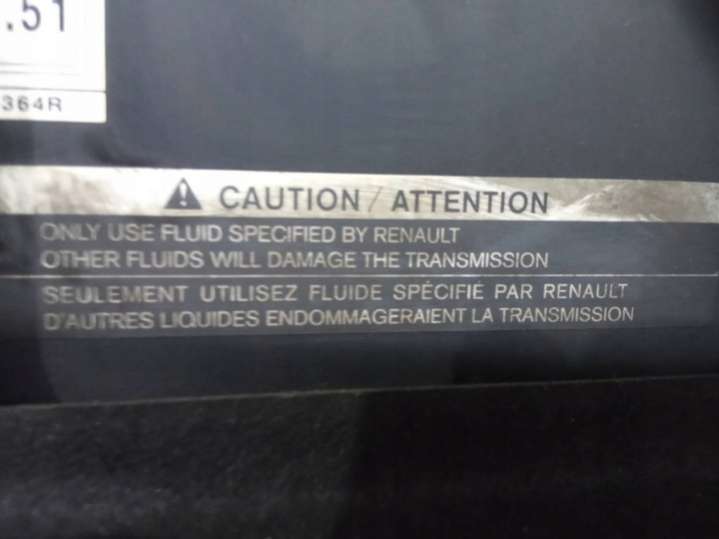 .51
364R
CAUTION / ATTENTION
ONLY USE FLUID SPECIFIED BY RENAULT
OTHER FLUIDS WILL DAMAGE THE TRANSMISSION
SEULEMENT UTILISEZ FLUIDE SPÉCIFIÉ PAR RENAULT
D'AUTRES LIQUIDES ENDOMMAGERAIENT LA TRANSMISSION